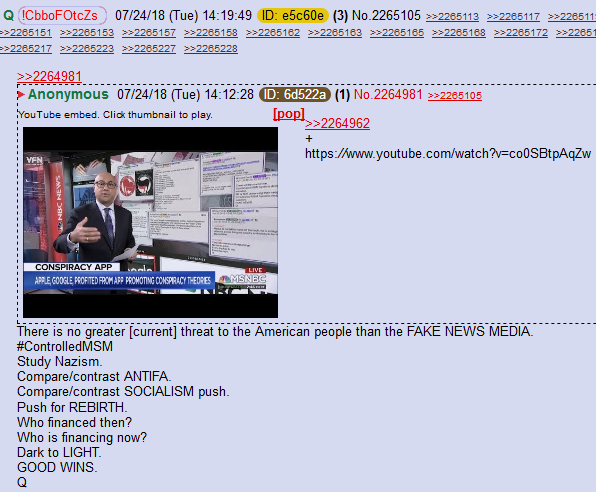 Q !CbboFOtcZs 07/24/18 (Tue) 14:19:49 ID: e5c60e (3) No.2265105 >>2265113 >>2265117
>>2265151 >>2265153 >>2265157 >>2265158 >>2265162 >>2265163 >>2265165 >>2265168 >>2265172
>>2265217 >>2265223 >>2265227 >>2265228
>>2264981
Anonymous 07/24/18 (Tue) 14:12:28 ID: 6d522a (1) No.2264981 >>2265105
YouTube embed. Click thumbnail to play. [pop]
>>2264962
+
https://www.youtube.com/watch?v=co0SBtpAqZw
VFN
NBC NEWS
CONSPIRACY APP
LIVE
APPLE, GOOGLE, PROFITED FROM APP PROMOTING CONSPIRACY THEORIES
MSNBC
There is no greater [current] threat to the American people than the FAKE NEWS MEDIA.
#ControlledMSM
Study Nazism.
Compare/contrast ANTIFA.
Compare/contrast SOCIALISM push.
Push for REBIRTH.
Who financed then?
Who is financing now?
Dark to LIGHT.
GOOD WINS.
Q